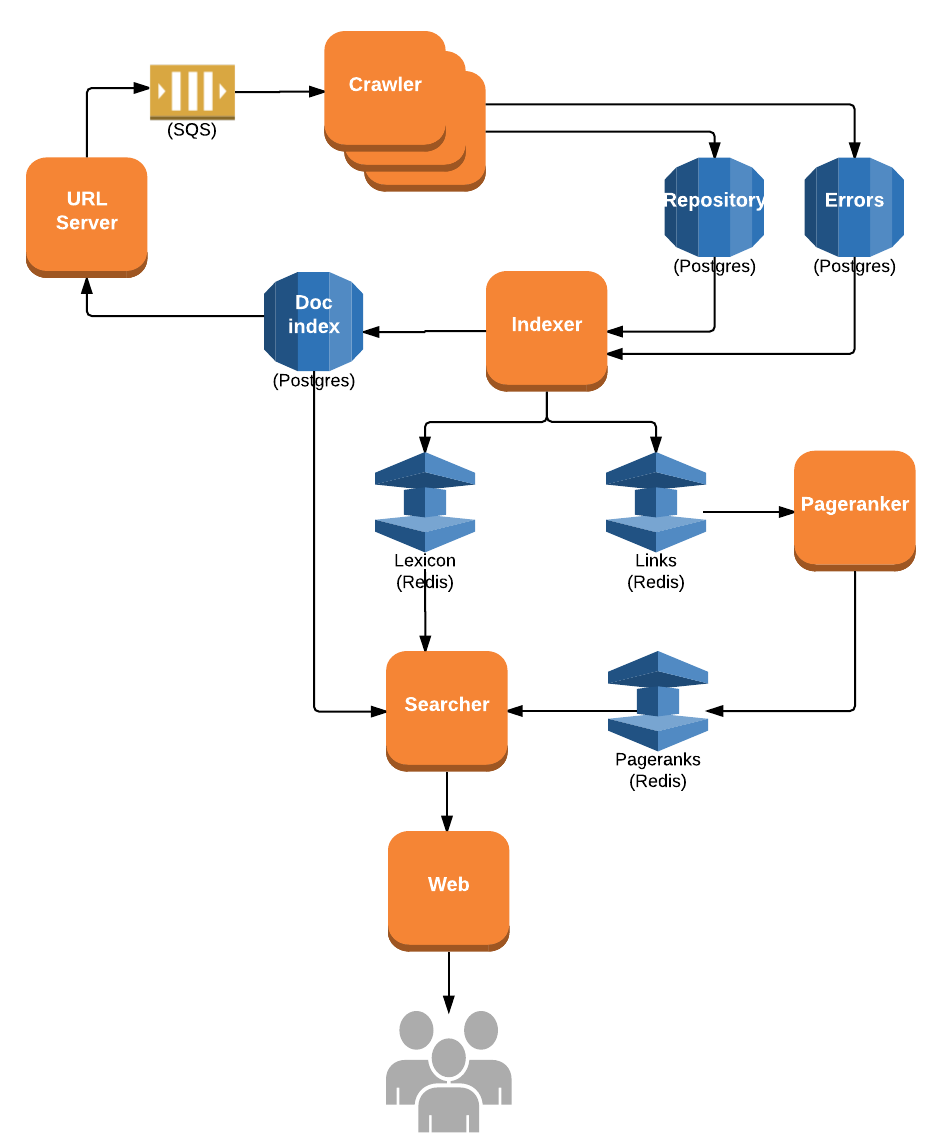 Crawler
(SQS)
URL
Server
Repository
(Postgres)
Errors
(Postgres)
Doc
index
(Postgres)
Indexer
Lexicon
(Redis)
Links
(Redis)
Pageranker
Searcher
Pageranks
(Redis)
Web